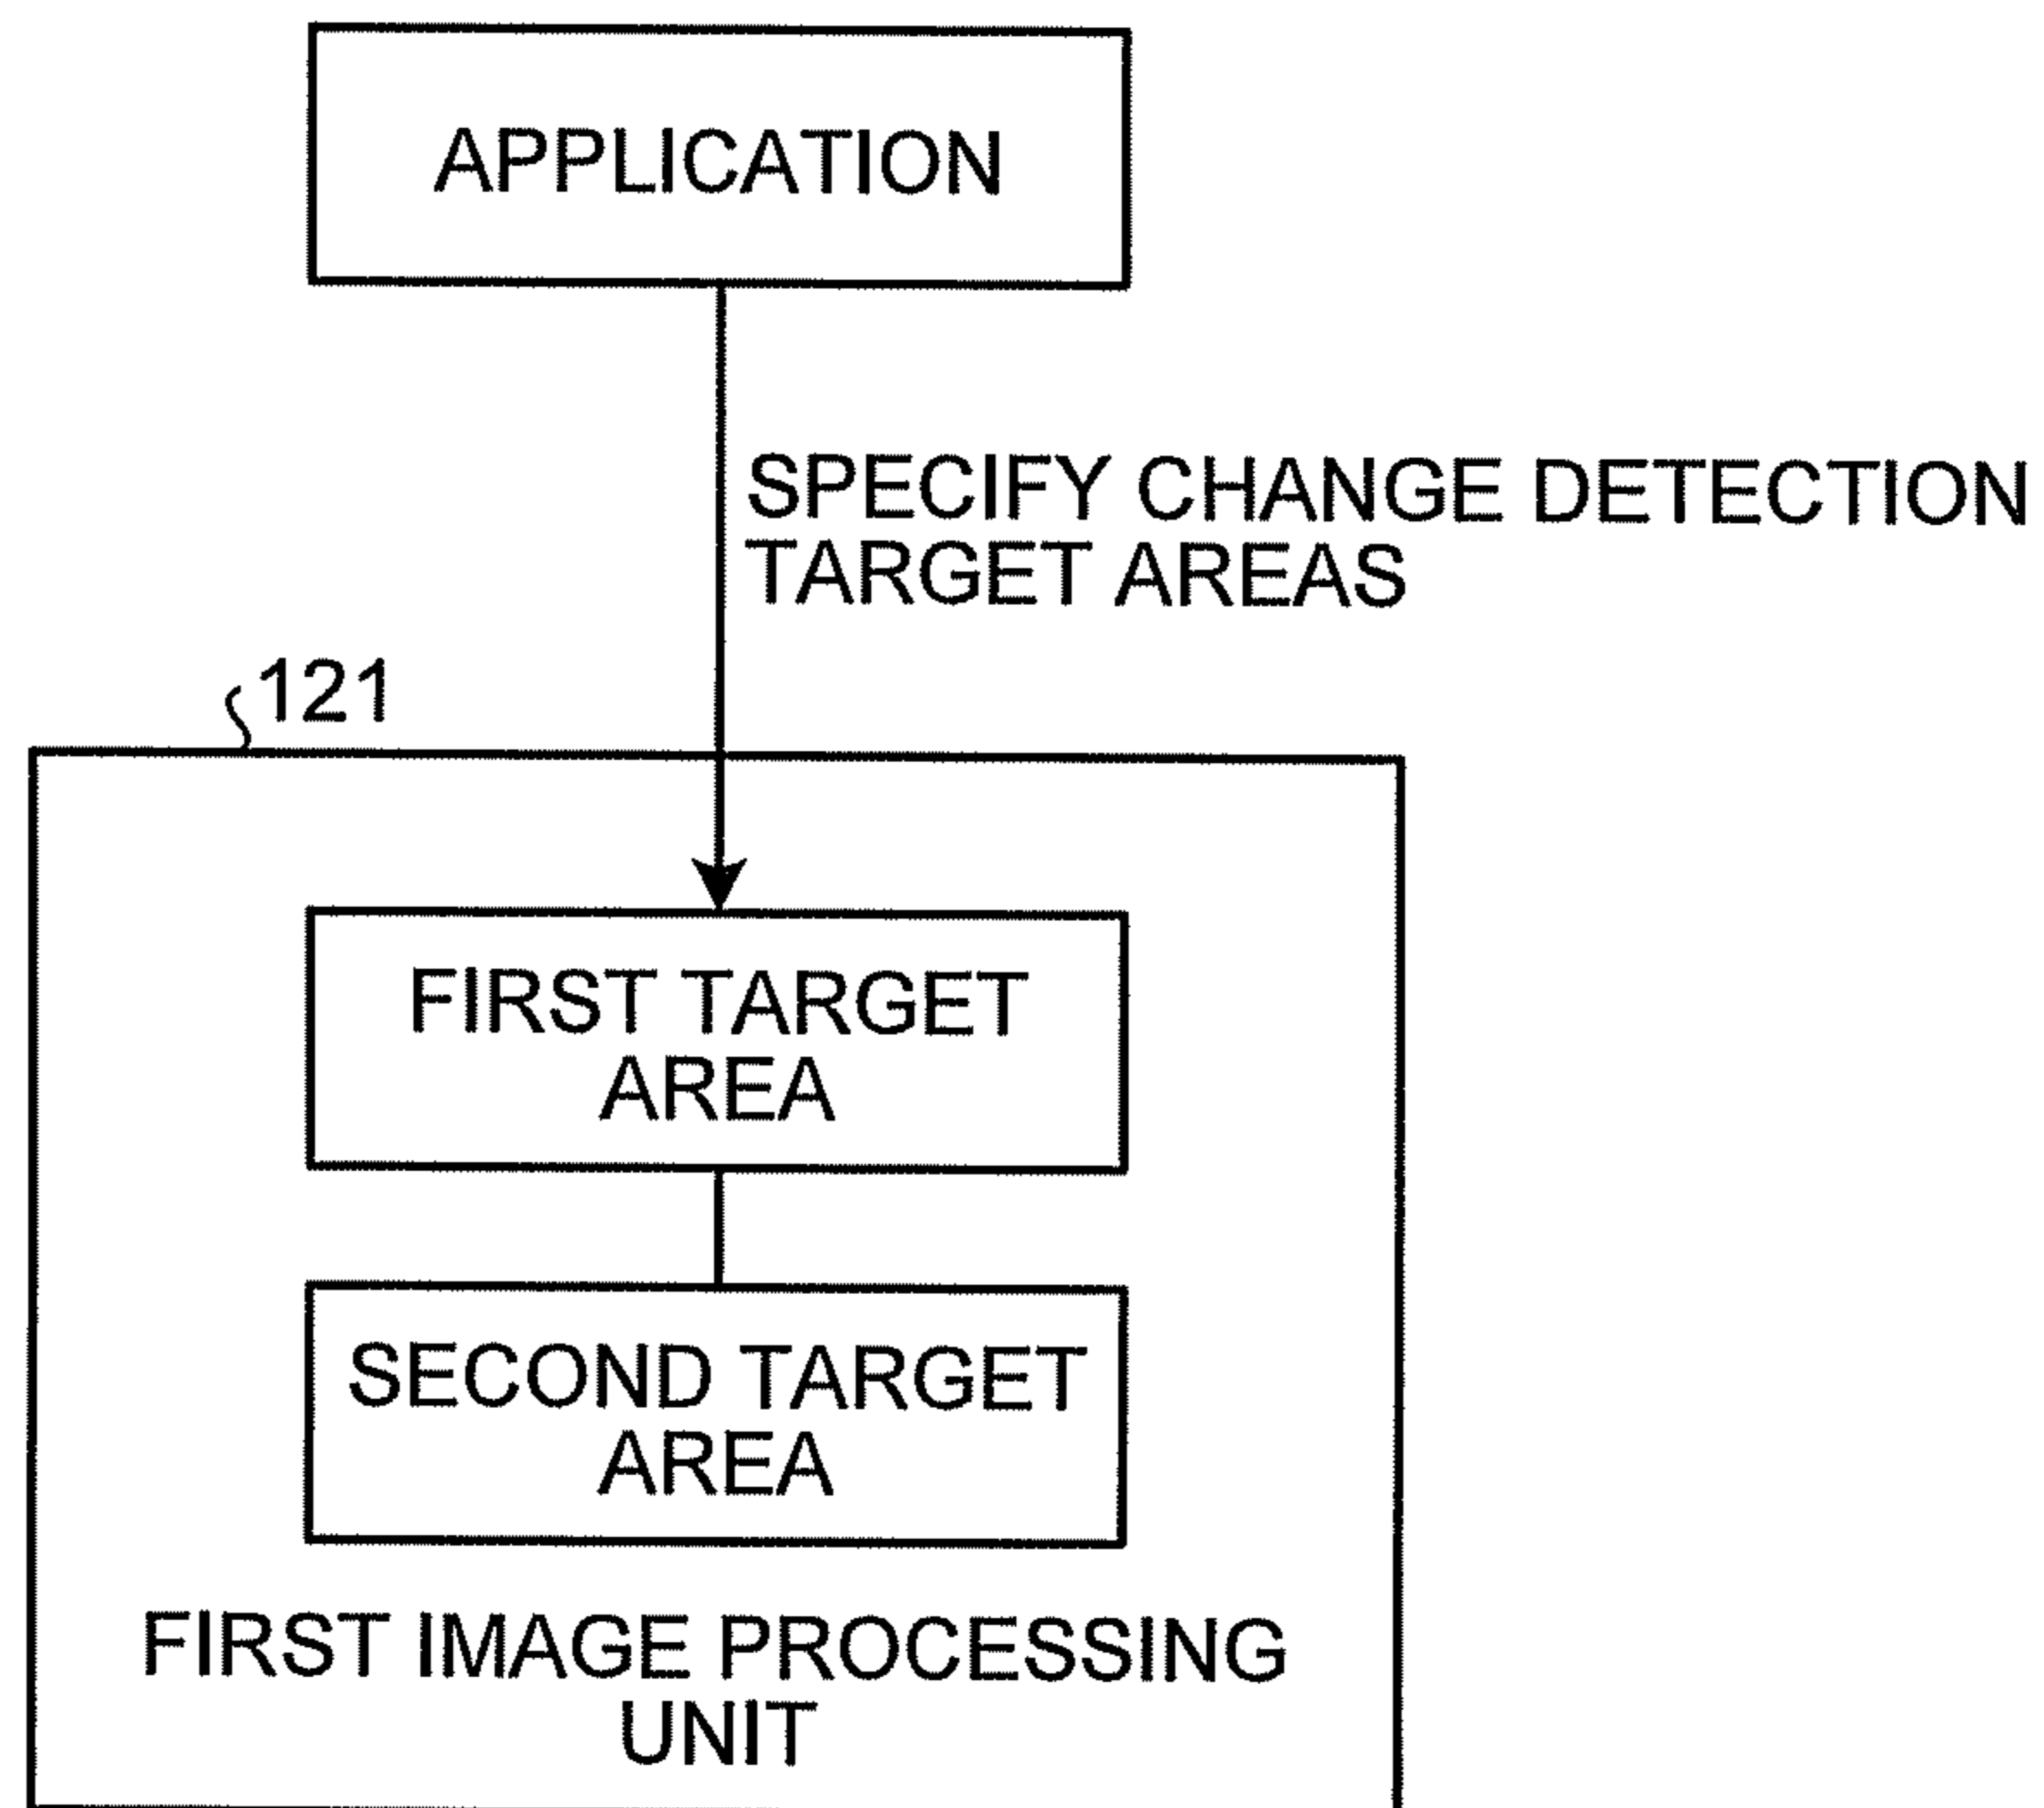 APPLICATION
SPECIFY CHANGE DETECTION
TARGET AREAS
121
FIRST TARGET
AREA
SECOND TARGET
AREA
FIRST IMAGE PROCESSING
UNIT